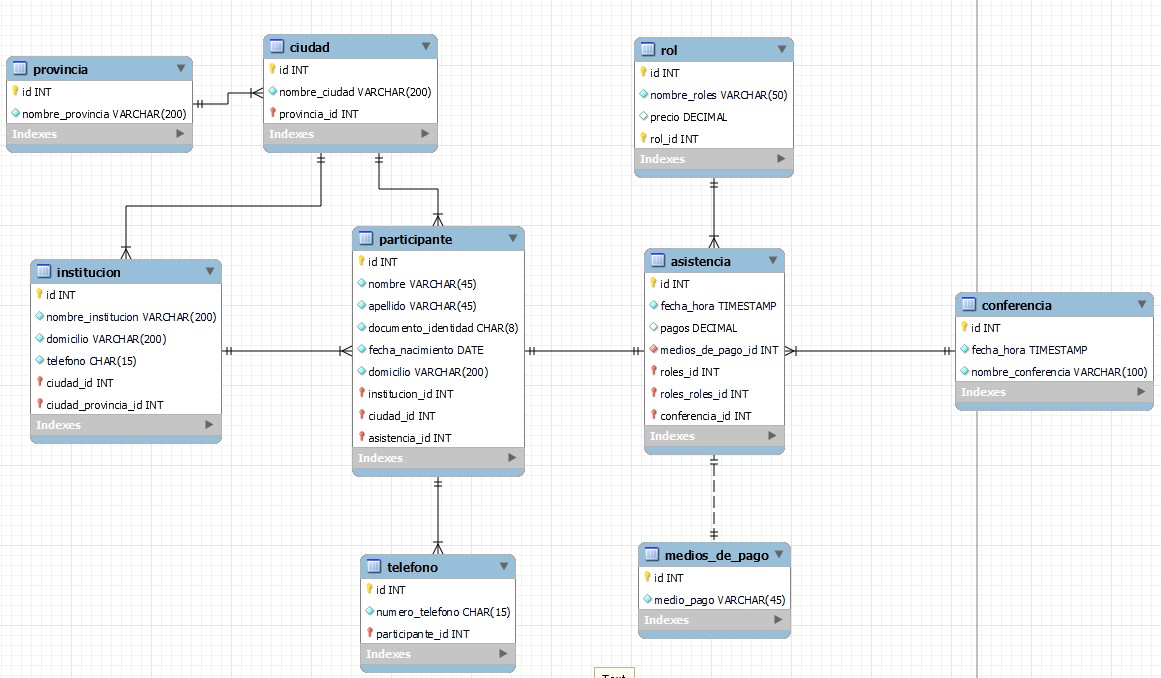 provincia
id INT
nombre_provincia VARCHAR(200)
Indexes
ciudad
id INT
nombre_ciudad VARCHAR(200)
provincia_id INT
Indexes
rol
id INT
nombre_roles VARCHAR(50)
precio DECIMAL
rol_id INT
Indexes
institucion
id INT
nombre_institucion VARCHAR(200)
domicilio VARCHAR(200)
telefono CHAR(15)
ciudad_id INT
ciudad_provincia_id INT
Indexes
participante
id INT
nombre VARCHAR(45)
apellido VARCHAR(45)
documento_identidad CHAR(8)
fecha_nacimiento DATE
domicilio VARCHAR(200)
institucion_id INT
ciudad_id INT
asistencia_id INT
Indexes
asistencia
id INT
fecha_hora TIMESTAMP
pagos DECIMAL
medios_de_pago_id INT
roles_id INT
roles_roles_id INT
conferencia_id INT
Indexes
conferencia
id INT
fecha_hora TIMESTAMP
nombre_conferencia VARCHAR(100)
Indexes
telefono
id INT
numero_telefono CHAR(15)
participante_id INT
Indexes
medios_de_pago
id INT
medio_pago VARCHAR(45)
Indexes